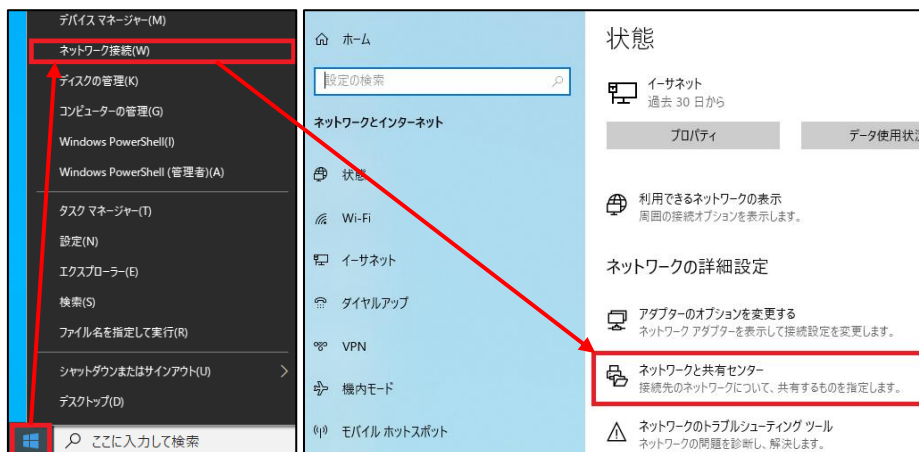 デバイス マネージャー(M)
ネットワーク接続(W)
ディスクの管理(K)
コンピューターの管理(G)
Windows PowerShell(I)
Windows PowerShell (管理者)(A)
タスク マネージャー(T)
設定(N)
エクスプローラー(E)
検索(S)
ファイル名を指定して実行(R)
シャットダウンまたはサインアウト(U)
デスクトップ(D)
ここに入力して検索
ホーム
設定の検索
ネットワークとインターネット
状態
Wi-Fi
イーサネット
ダイヤルアップ
VPN
機内モード
モバイル ホットスポット
状態
イーサネット
過去 30 日から
プロパティ
データ使用状
利用できるネットワークの表示
周囲の接続オプションを表示します。
ネットワークの詳細設定
アダプターのオプションを変更する
ネットワーク アダプターを表示して接続設定を変更します。
ネットワークと共有センター
接続先のネットワークについて、共有するものを指定します。
ネットワークのトラブルシューティング ツール
ネットワークの問題を診断し、解決します。